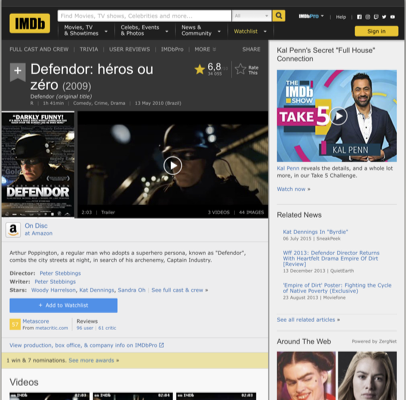 IMDb
Find Movies, TV shows, Celebrities and more...
All
IMDbPro
Help
Movies, TV
& Showtimes
Celebs, Events
& Photos
News &
Community
Watchlist
Sign in
FULL CAST AND CREW | TRIVIA | USER REVIEWS | IMDbPro | MORE
SHARE
Defendor: héros ou
zéro (2009)
Defendor (original title)
6,8
Rate
This
R | 1h 41min | Comedy, Crime, Drama | 13 May 2010 (Brazil)
"DARKLY FUNNY!"
DEFENDOR
2:03 | Trailer
3 VIDEOS | 44 IMAGES
On Disc
at Amazon
Arthur Poppington, a regular man who adopts a superhero persona, known as "Defendor",
combs the city streets at night, in search of his archenemy, Captain Industry.
Director: Peter Stebbings
Writer: Peter Stebbings
Stars: Woody Harrelson, Kat Dennings, Sandra Oh | See full cast & crew »
+ Add to Watchlist
Metascore
From metacritic.com
Reviews
96 user | 61 critic
View production, box office, & company info on IMDbPro
1 win & 7 nominations. See more awards »
Videos
Kal Penn's Secret "Full House"
Connection
THE
IMDb
SHOW
TAKE 5
KAL PENN
Kal Penn reveals the details, and a whole lot
more, in our Take 5 Challenge.
Watch now »
Related News
Kat Dennings In "Byrdie"
06 July 2015 | SneakPeek
WFF 2013: Defendor Director Returns
With Heartfelt Drama Empire Of Dirt
[Review]
13 December 2013 | QuietEarth
'Empire of Dirt' Poster: Fighting the Cycle
of Native Poverty (Exclusive)
23 August 2013 | Moviefone
See all related articles »
Around The Web
Powered by ZergNet